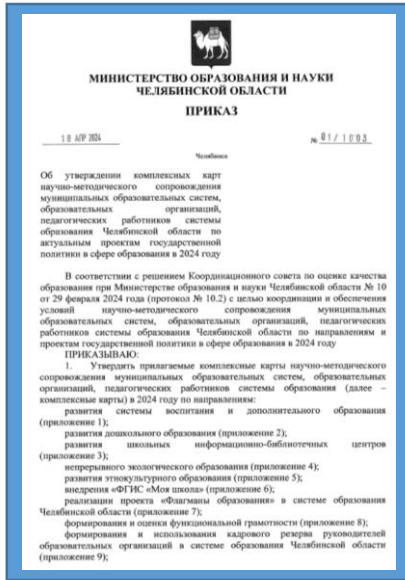 МИНИСТЕРСТВО ОБРАЗОВАНИЯ И НАУКИ
ЧЕЛЯБИНСКОЙ ОБЛАСТИ
ПРИКАЗ
18 АПР 2024 № 01/1003
Челябинск
Об утверждении комплексных карт
научно-методического сопровождения
муниципальных образовательных систем,
образовательных организаций,
педагогических работников системы
образования Челябинской области по
актуальным проектам государственной
политики в сфере образования в 2024 году
В соответствии с решением Координационного совета по оценке качества
образования при Министерстве образования и науки Челябинской области № 10
от 29 февраля 2024 года (протокол № 10.2) с целью координации и обеспечения
условий научно-методического сопровождения муниципальных
образовательных систем, образовательных организаций, педагогических
работников системы образования Челябинской области по направлениям и
проектам государственной политики в сфере образования в 2024 году
ПРИКАЗЫВАЮ:
1. Утвердить прилагаемые комплексные карты научно-методического
сопровождения муниципальных образовательных систем, образовательных
организаций, педагогических работников системы образования (далее –
комплексные карты) в 2024 году по направлениям:
развития системы воспитания и дополнительного образования
(приложение 1);
развития дошкольного образования (приложение 2);
развития школьных информационно-библиотечных центров
(приложение 3);
непрерывного экологического образования (приложение 4);
развития этнокультурного образования (приложение 5);
внедрения «ФГИС «Моя школа» (приложение 6);
реализации проекта «Флагманы образования» в системе образования
Челябинской области (приложение 7);
формирования и оценки функциональной грамотности (приложение 8);
формирования и использования кадрового резерва руководителей
образовательных организаций в системе образования Челябинской области
(приложение 9);